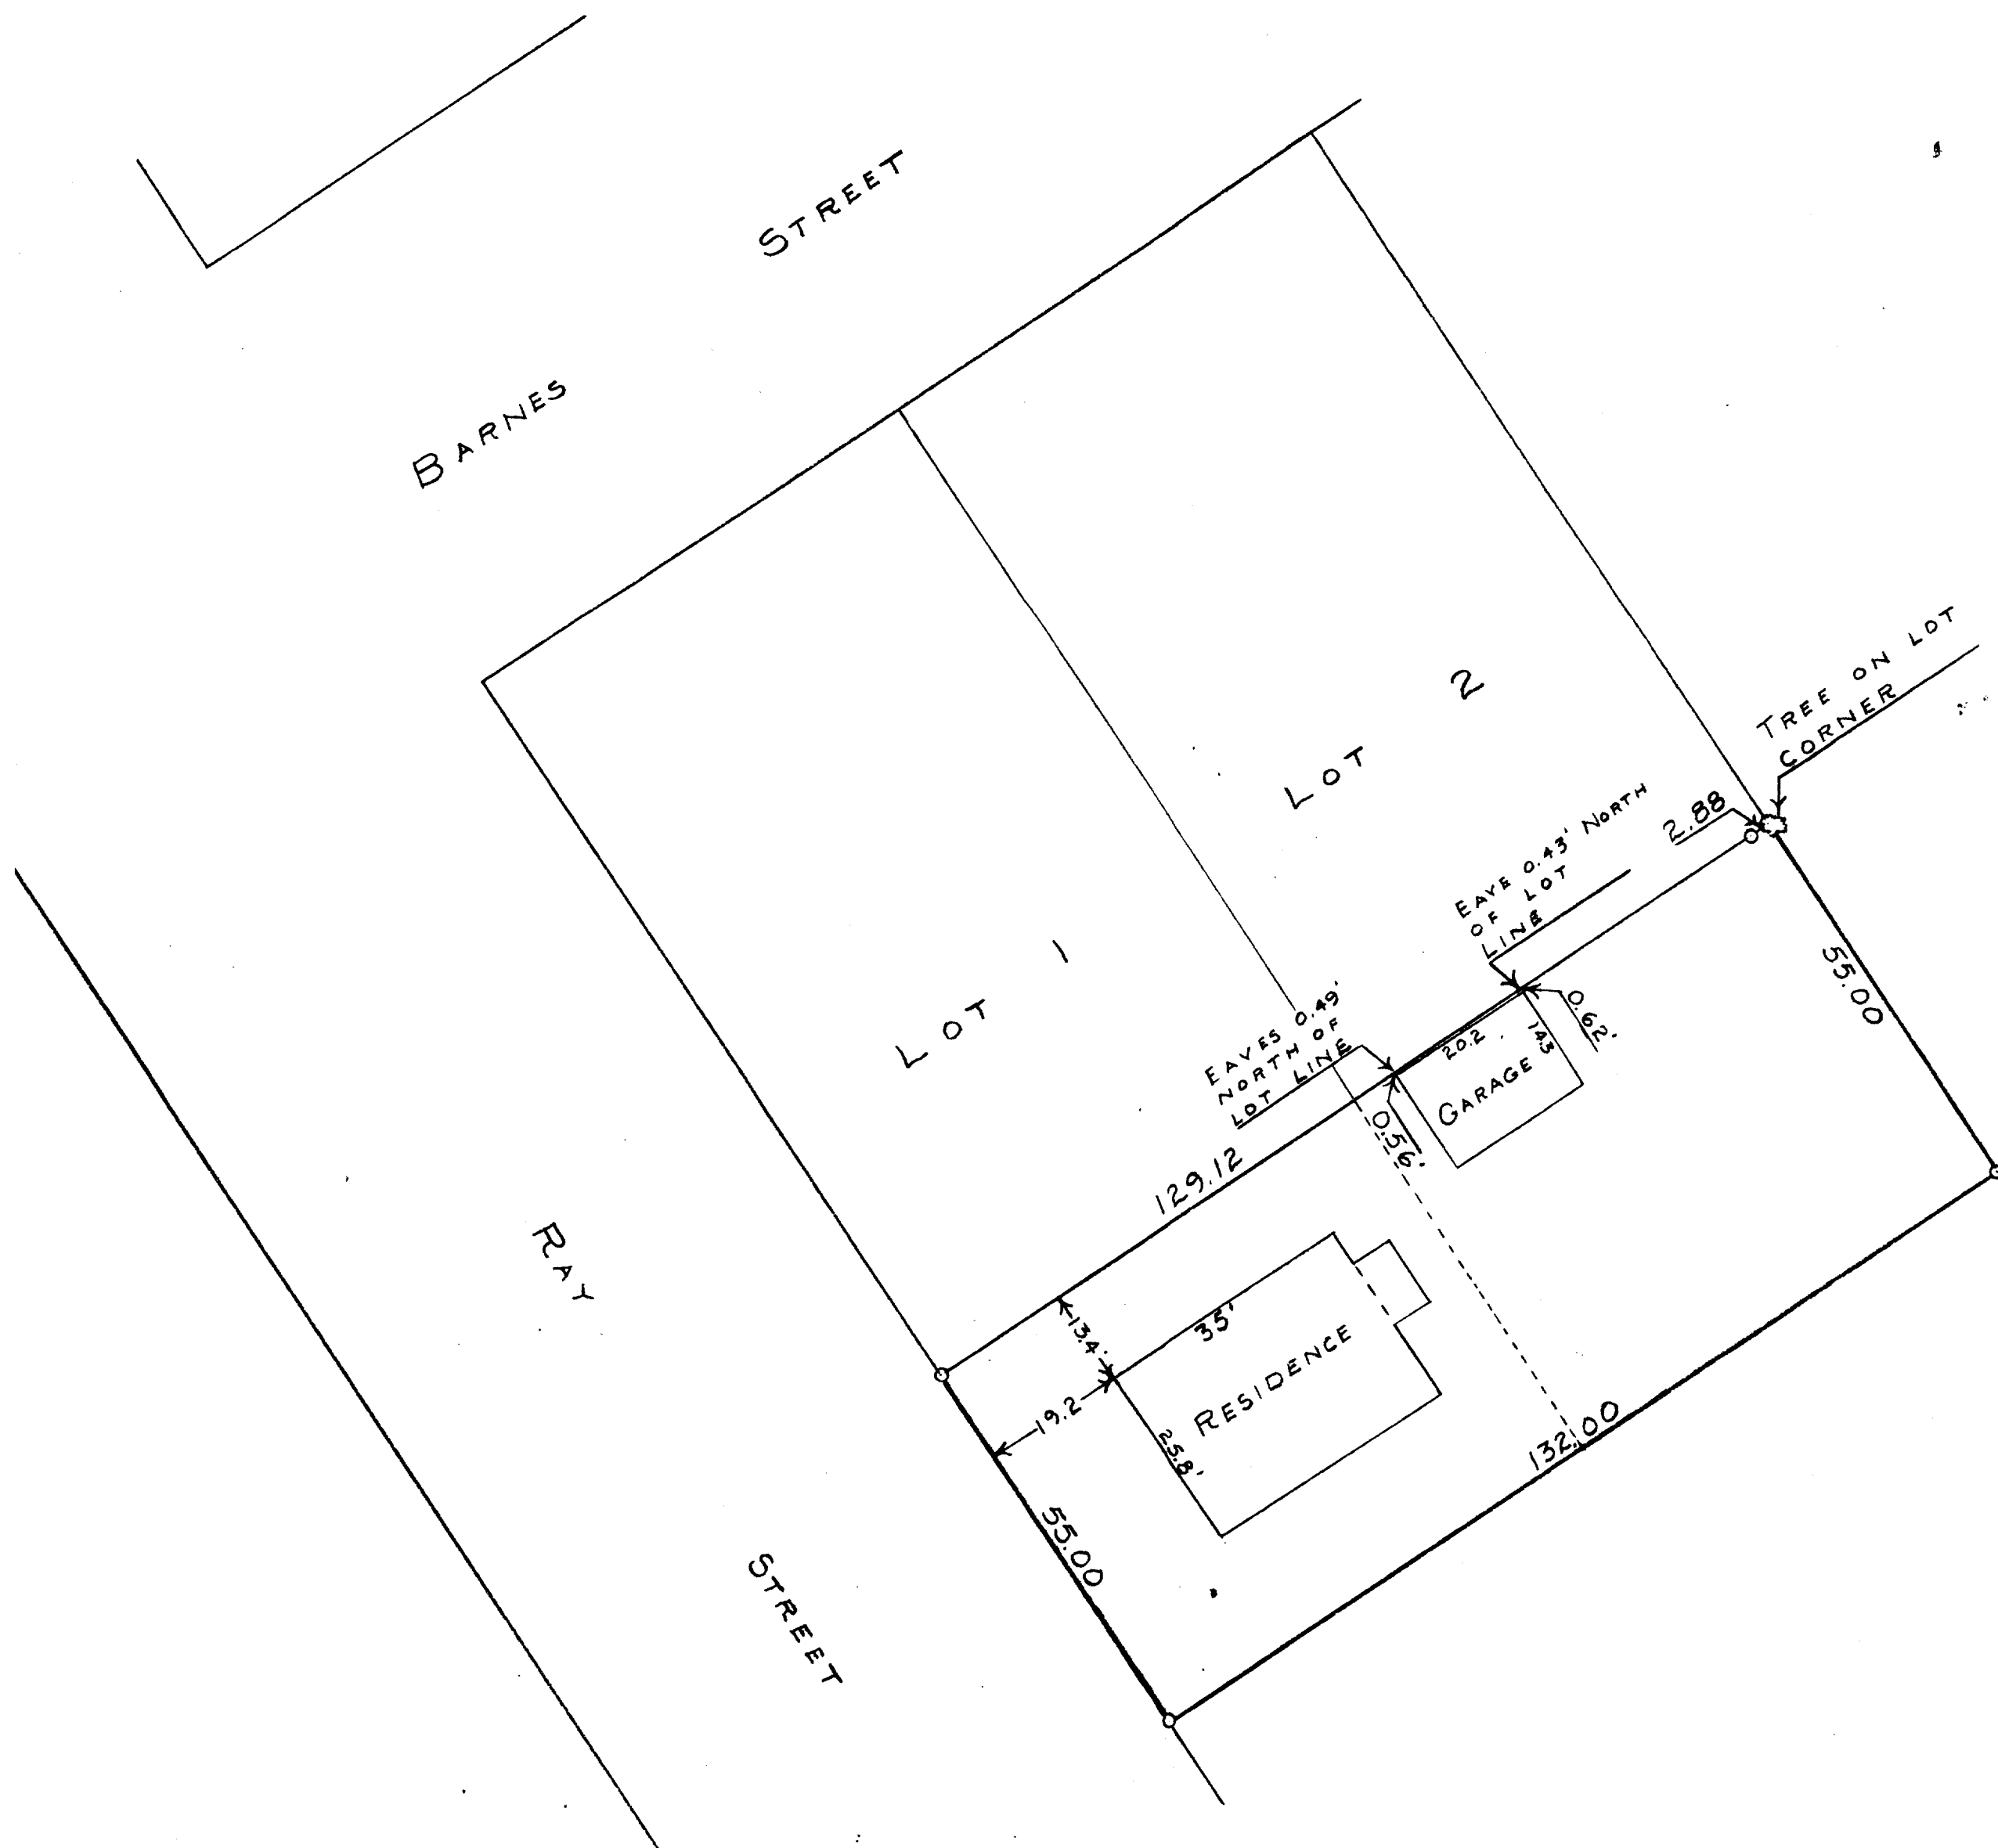 BARNES STREET
TREE ON LOT
CORNER
LOT 2
2.88
EAVE 0.43' NORTH
OF LOT
LINE
55.00
LOT 1
EAVES 0.49'
NORTH OF
LOT LINE
0.62'
20.2
14.3
GARAGE
0.56'
129.12
RAY STREET
13.4'
35'
19.2
RESIDENCE
25.8'
132.00
55.00